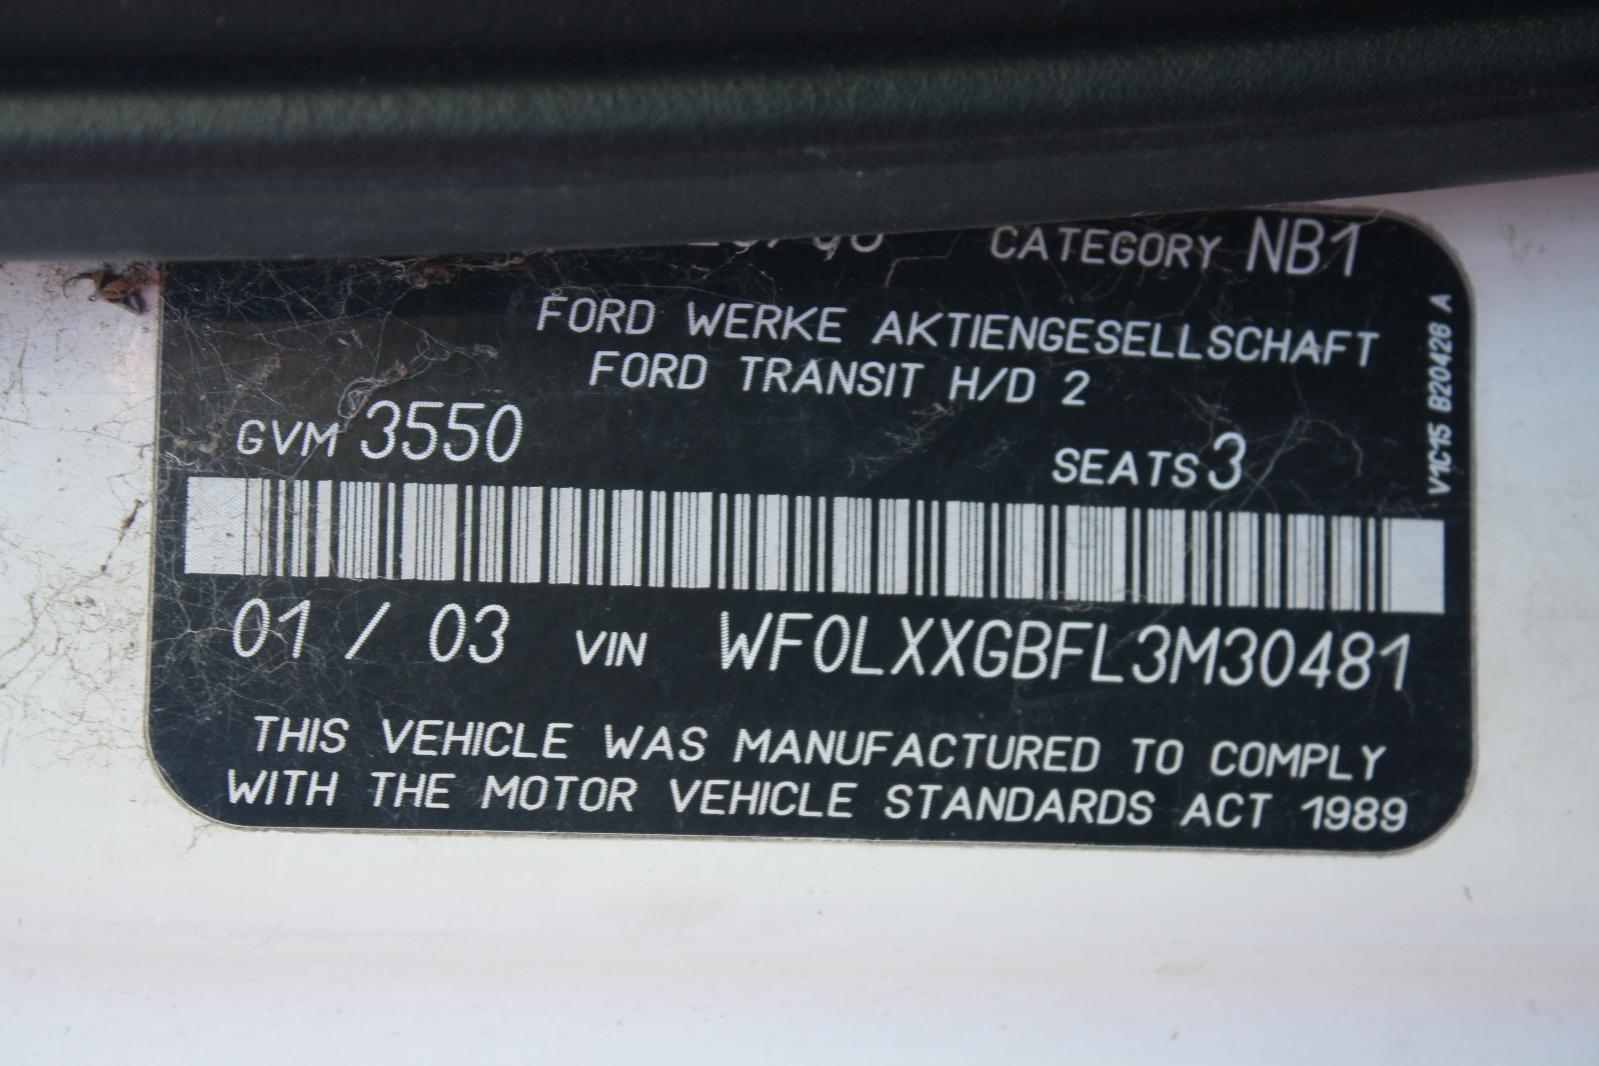 CATEGORY NB1
FORD WERKE AKTIENGESELLSCHAFT
FORD TRANSIT H/D 2
GVM 3550
SEATS 3
V1C15 B20426 A
01 / 03 VIN WF0LXXGBFL3M30481
THIS VEHICLE WAS MANUFACTURED TO COMPLY
WITH THE MOTOR VEHICLE STANDARDS ACT 1989